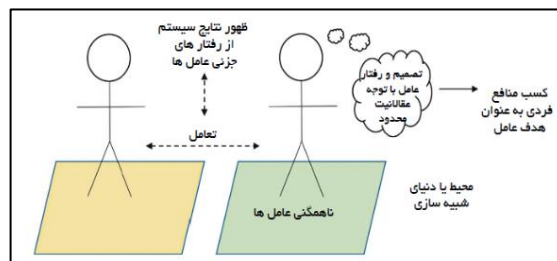 ظهور نتایج سیستم
از رفتار های
جزئی عامل ها
تصمیم و رفتار
عامل با توجه
عقالانیت
محدود
کسب منافع
فردی به عنوان
هدف عامل
تعامل
محیط یا دنیای
شبیه سازی
ناهمگنی عامل ها